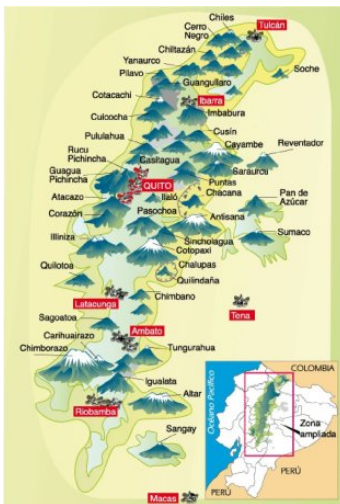 Chiles
Cerro
Negro
Tulcán
Chiltazán
Yanaurco
Pilavo
Soche
Guangullaro
Cotacachi
Ibarra
Cuicocha
Imbabura
Pululahua
Cusín
Cayambe
Reventador
Rucu
Pichincha
Casitagua
Saraurcu
Guagua
Pichincha
QUITO
Puntas
Chacana
Pan de
Azúcar
Atacazo
Ilaló
Corazón
Pasochoa
Antisana
Illiniza
Sincholagua
Sumaco
Cotopaxi
Quilotoa
Chalupas
Quilindaña
Latacunga
Chimbano
Tena
Sagoatoa
Ambato
Carihuairazo
Chimborazo
Tungurahua
Igualata
Altar
Riobamba
Sangay
Macas
COLOMBIA
Océano Pacífico
Zona
ampliada
PERÚ
PERÚ